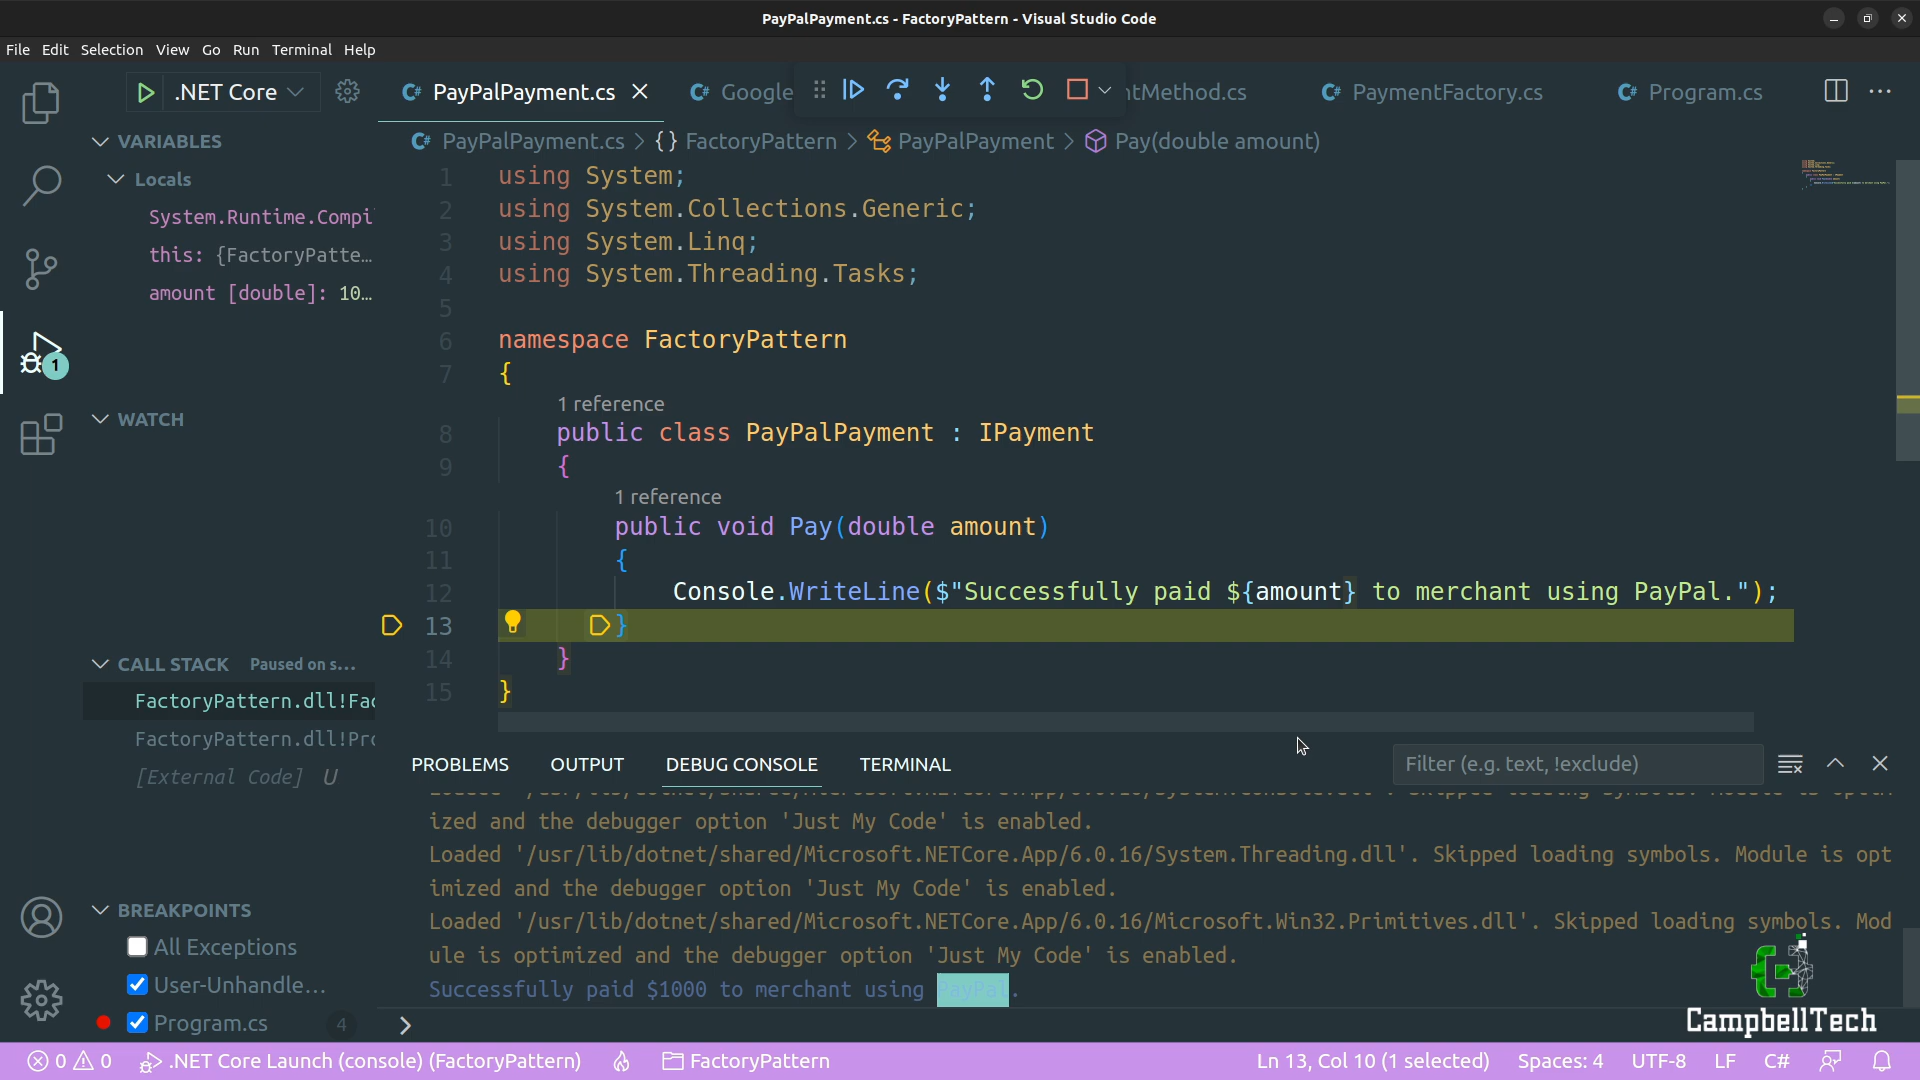 PayPalPayment.cs - FactoryPattern - Visual Studio Code
File Edit Selection View Go Run Terminal Help
.NET Core
PayPalPayment.cs
Google
ntMethod.cs
PaymentFactory.cs
Program.cs
PayPalPayment.cs > {} FactoryPattern > PayPalPayment > Pay(double amount)
VARIABLES
Locals
System.Runtime.Compi
this: {FactoryPatte...
amount [double]: 10...
WATCH
CALL STACK Paused on s...
FactoryPattern.dll!Fac
FactoryPattern.dll!Pro
[External Code] U
BREAKPOINTS
All Exceptions
User-Unhandle...
Program.cs 4
1
1 using System;
2 using System.Collections.Generic;
3 using System.Linq;
4 using System.Threading.Tasks;
5
6 namespace FactoryPattern
7 {
1 reference
8 public class PayPalPayment : IPayment
9 {
1 reference
10 public void Pay(double amount)
11 {
12 Console.WriteLine($"Successfully paid ${amount} to merchant using PayPal.");
13 }
14 }
15 }
PROBLEMS OUTPUT DEBUG CONSOLE TERMINAL
Filter (e.g. text, !exclude)
ized and the debugger option 'Just My Code' is enabled.
Loaded '/usr/lib/dotnet/shared/Microsoft.NETCore.App/6.0.16/System.Threading.dll'. Skipped loading symbols. Module is opt
imized and the debugger option 'Just My Code' is enabled.
Loaded '/usr/lib/dotnet/shared/Microsoft.NETCore.App/6.0.16/Microsoft.Win32.Primitives.dll'. Skipped loading symbols. Mod
ule is optimized and the debugger option 'Just My Code' is enabled.
Successfully paid $1000 to merchant using PayPal.
>
CampbellTech
0 0 .NET Core Launch (console) (FactoryPattern) FactoryPattern
Ln 13, Col 10 (1 selected) Spaces: 4 UTF-8 LF C#